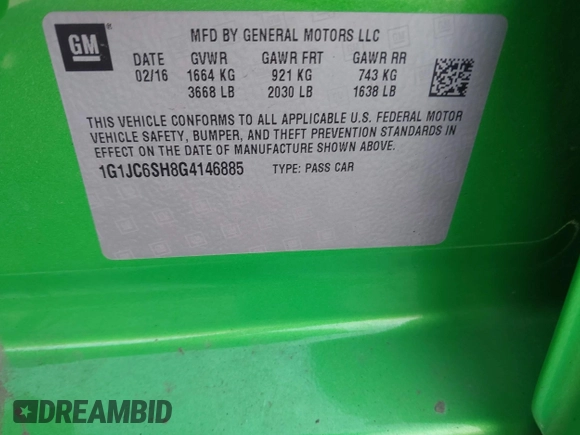 GM
MFD BY GENERAL MOTORS LLC
DATE GVWR GAWR FRT GAWR RR
02/16 1664 KG 921 KG 743 KG
3668 LB 2030 LB 1638 LB
THIS VEHICLE CONFORMS TO ALL APPLICABLE U.S. FEDERAL MOTOR
VEHICLE SAFETY, BUMPER, AND THEFT PREVENTION STANDARDS IN
EFFECT ON THE DATE OF MANUFACTURE SHOWN ABOVE.
1G1JC6SH8G4146885 TYPE: PASS CAR
DREAMBID